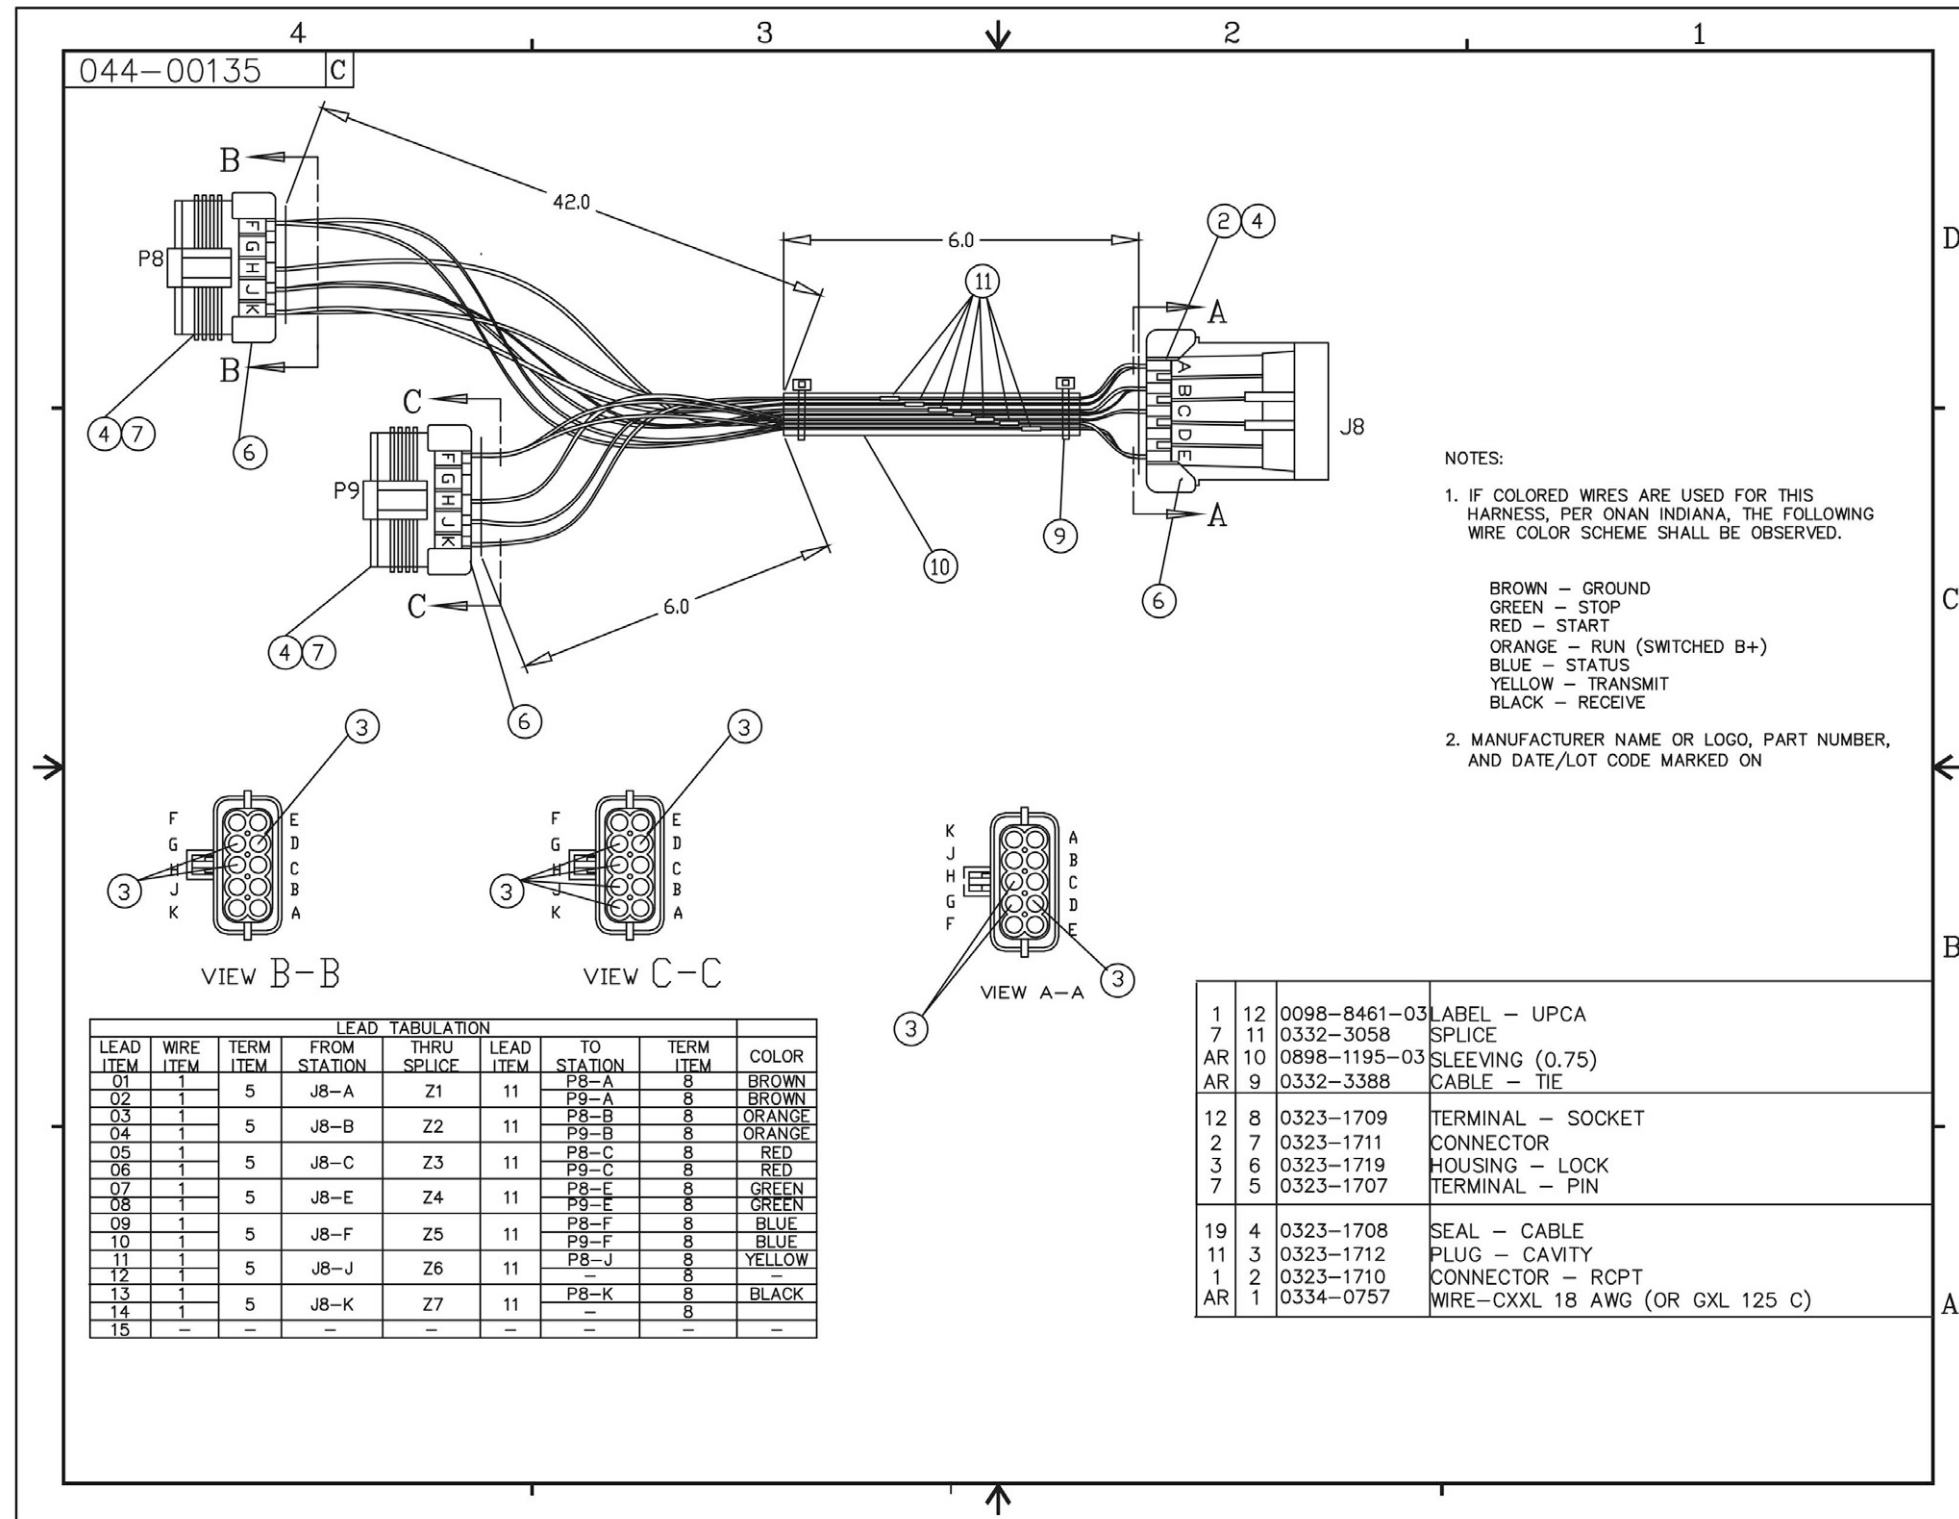 4 3 2 1
044-00135 C
D
C
B
A
B
B
42.0
P8
F
G
H
J
K
4 7
6
C
C
P9
F
G
H
J
K
4 7
6
6.0
6.0
11
2 4
A
A
A
B
C
D
E
J8
9
10
6
NOTES:
1. IF COLORED WIRES ARE USED FOR THIS
HARNESS, PER ONAN INDIANA, THE FOLLOWING
WIRE COLOR SCHEME SHALL BE OBSERVED.
BROWN – GROUND
GREEN – STOP
RED – START
ORANGE – RUN (SWITCHED B+)
BLUE – STATUS
YELLOW – TRANSMIT
BLACK – RECEIVE
2. MANUFACTURER NAME OR LOGO, PART NUMBER,
AND DATE/LOT CODE MARKED ON
3
F E
G D
H C
J B
K A
3
VIEW B-B
3
F E
G D
H C
J B
K A
3
VIEW C-C
K A
J B
H C
G D
F E
3
3
VIEW A-A
LEAD TABULATION
LEAD ITEM WIRE ITEM TERM ITEM FROM STATION THRU SPLICE LEAD ITEM TO STATION TERM ITEM COLOR
01 1 5 J8-A Z1 11 P8-A 8 BROWN
02 1 P9-A 8 BROWN
03 1 5 J8-B Z2 11 P8-B 8 ORANGE
04 1 P9-B 8 ORANGE
05 1 5 J8-C Z3 11 P8-C 8 RED
06 1 P9-C 8 RED
07 1 5 J8-E Z4 11 P8-E 8 GREEN
08 1 P9-E 8 GREEN
09 1 5 J8-F Z5 11 P8-F 8 BLUE
10 1 P9-F 8 BLUE
11 1 5 J8-J Z6 11 P8-J 8 YELLOW
12 1 – 8 –
13 1 5 J8-K Z7 11 P8-K 8 BLACK
14 1 – 8
15 – – – – – – – –
1 12 0098-8461-03 LABEL – UPCA
7 11 0332-3058 SPLICE
AR 10 0898-1195-03 SLEEVING (0.75)
AR 9 0332-3388 CABLE – TIE
12 8 0323-1709 TERMINAL – SOCKET
2 7 0323-1711 CONNECTOR
3 6 0323-1719 HOUSING – LOCK
7 5 0323-1707 TERMINAL – PIN
19 4 0323-1708 SEAL – CABLE
11 3 0323-1712 PLUG – CAVITY
1 2 0323-1710 CONNECTOR – RCPT
AR 1 0334-0757 WIRE-CXXL 18 AWG (OR GXL 125 C)